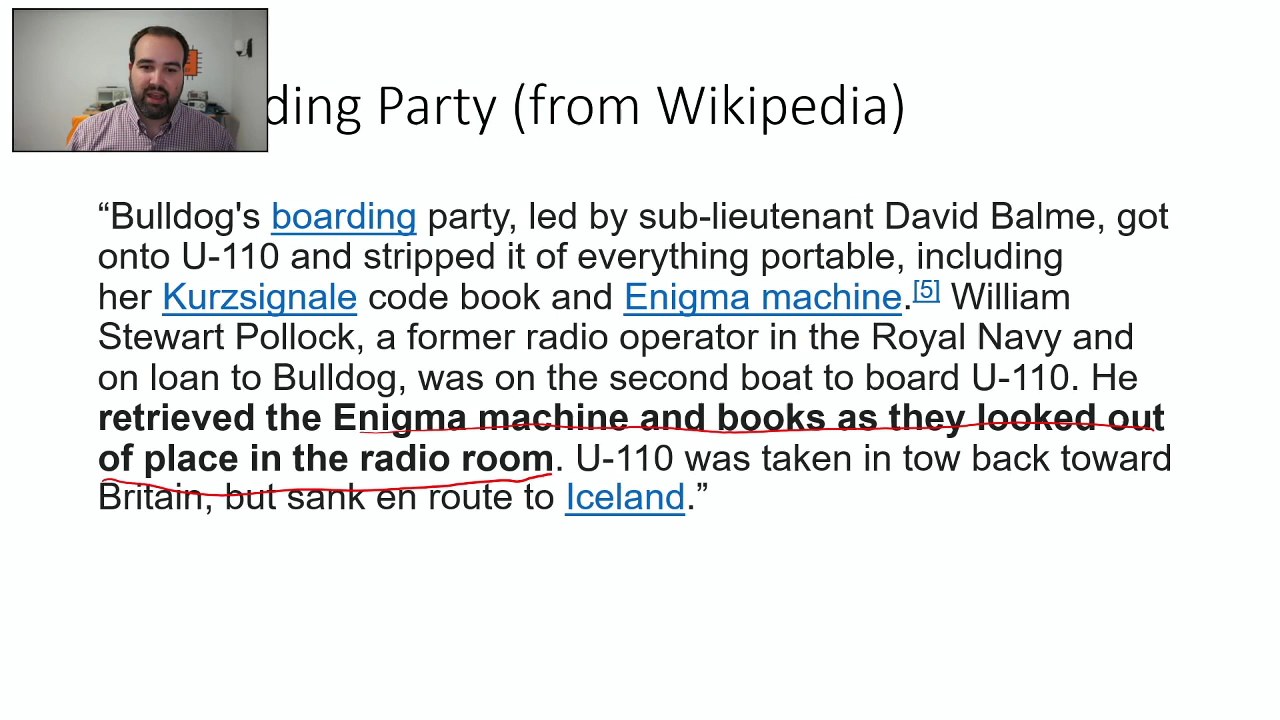 ding Party (from Wikipedia)
“Bulldog's boarding party, led by sub-lieutenant David Balme, got
onto U-110 and stripped it of everything portable, including
her Kurzsignale code book and Enigma machine.[5] William
Stewart Pollock, a former radio operator in the Royal Navy and
on loan to Bulldog, was on the second boat to board U-110. He
retrieved the Enigma machine and books as they looked out
of place in the radio room. U-110 was taken in tow back toward
Britain, but sank en route to Iceland.”